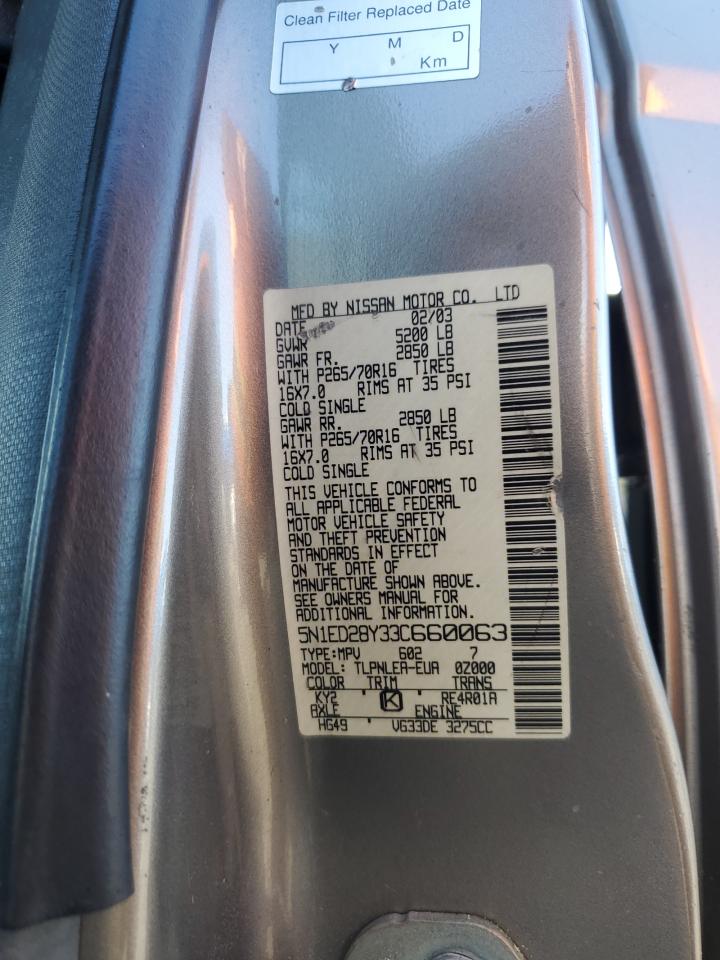 Clean Filter Replaced Date
Y M D
Km
MFD BY NISSAN MOTOR CO. LTD
DATE 02/03
GVWR 5200 LB
GAWR FR. 2850 LB
WITH P265/70R16 TIRES
16X7.0 RIMS AT 35 PSI
COLD SINGLE
GAWR RR. 2850 LB
WITH P265/70R16 TIRES
16X7.0 RIMS AT 35 PSI
COLD SINGLE
THIS VEHICLE CONFORMS TO
ALL APPLICABLE FEDERAL
MOTOR VEHICLE SAFETY
AND THEFT PREVENTION
STANDARDS IN EFFECT
ON THE DATE OF
MANUFACTURE SHOWN ABOVE.
SEE OWNERS MANUAL FOR
ADDITIONAL INFORMATION.
5N1ED28Y33C660063
TYPE:MPV 602 7
MODEL: TLPNLEA-EUA 0Z000
COLOR TRIM TRANS
KY2 K RE4R01A
AXLE ENGINE
HG49 VG33DE 3275CC